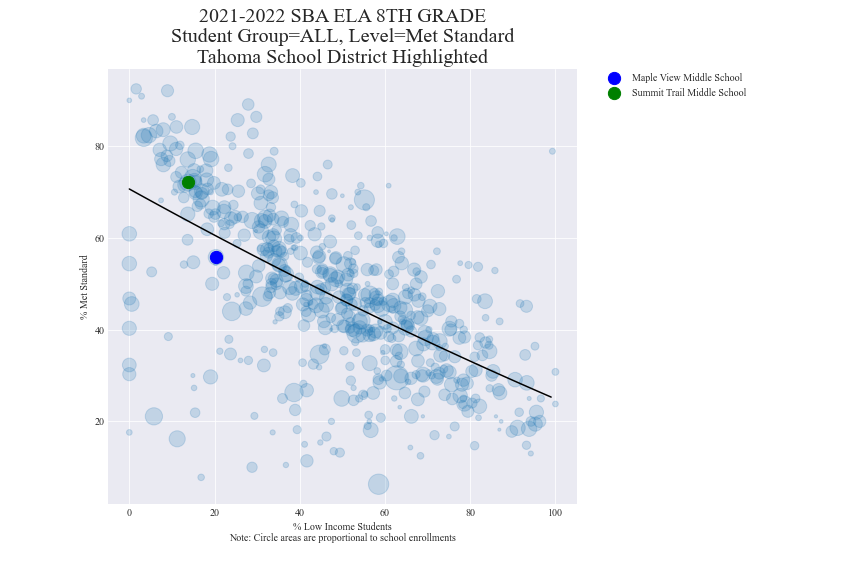 2021-2022 SBA ELA 8TH GRADE
Student Group=ALL, Level=Met Standard
Tahoma School District Highlighted
Maple View Middle School
Summit Trail Middle School
% Met Standard
80
60
40
20
0 20 40 60 80 100
% Low Income Students
Note: Circle areas are proportional to school enrollments